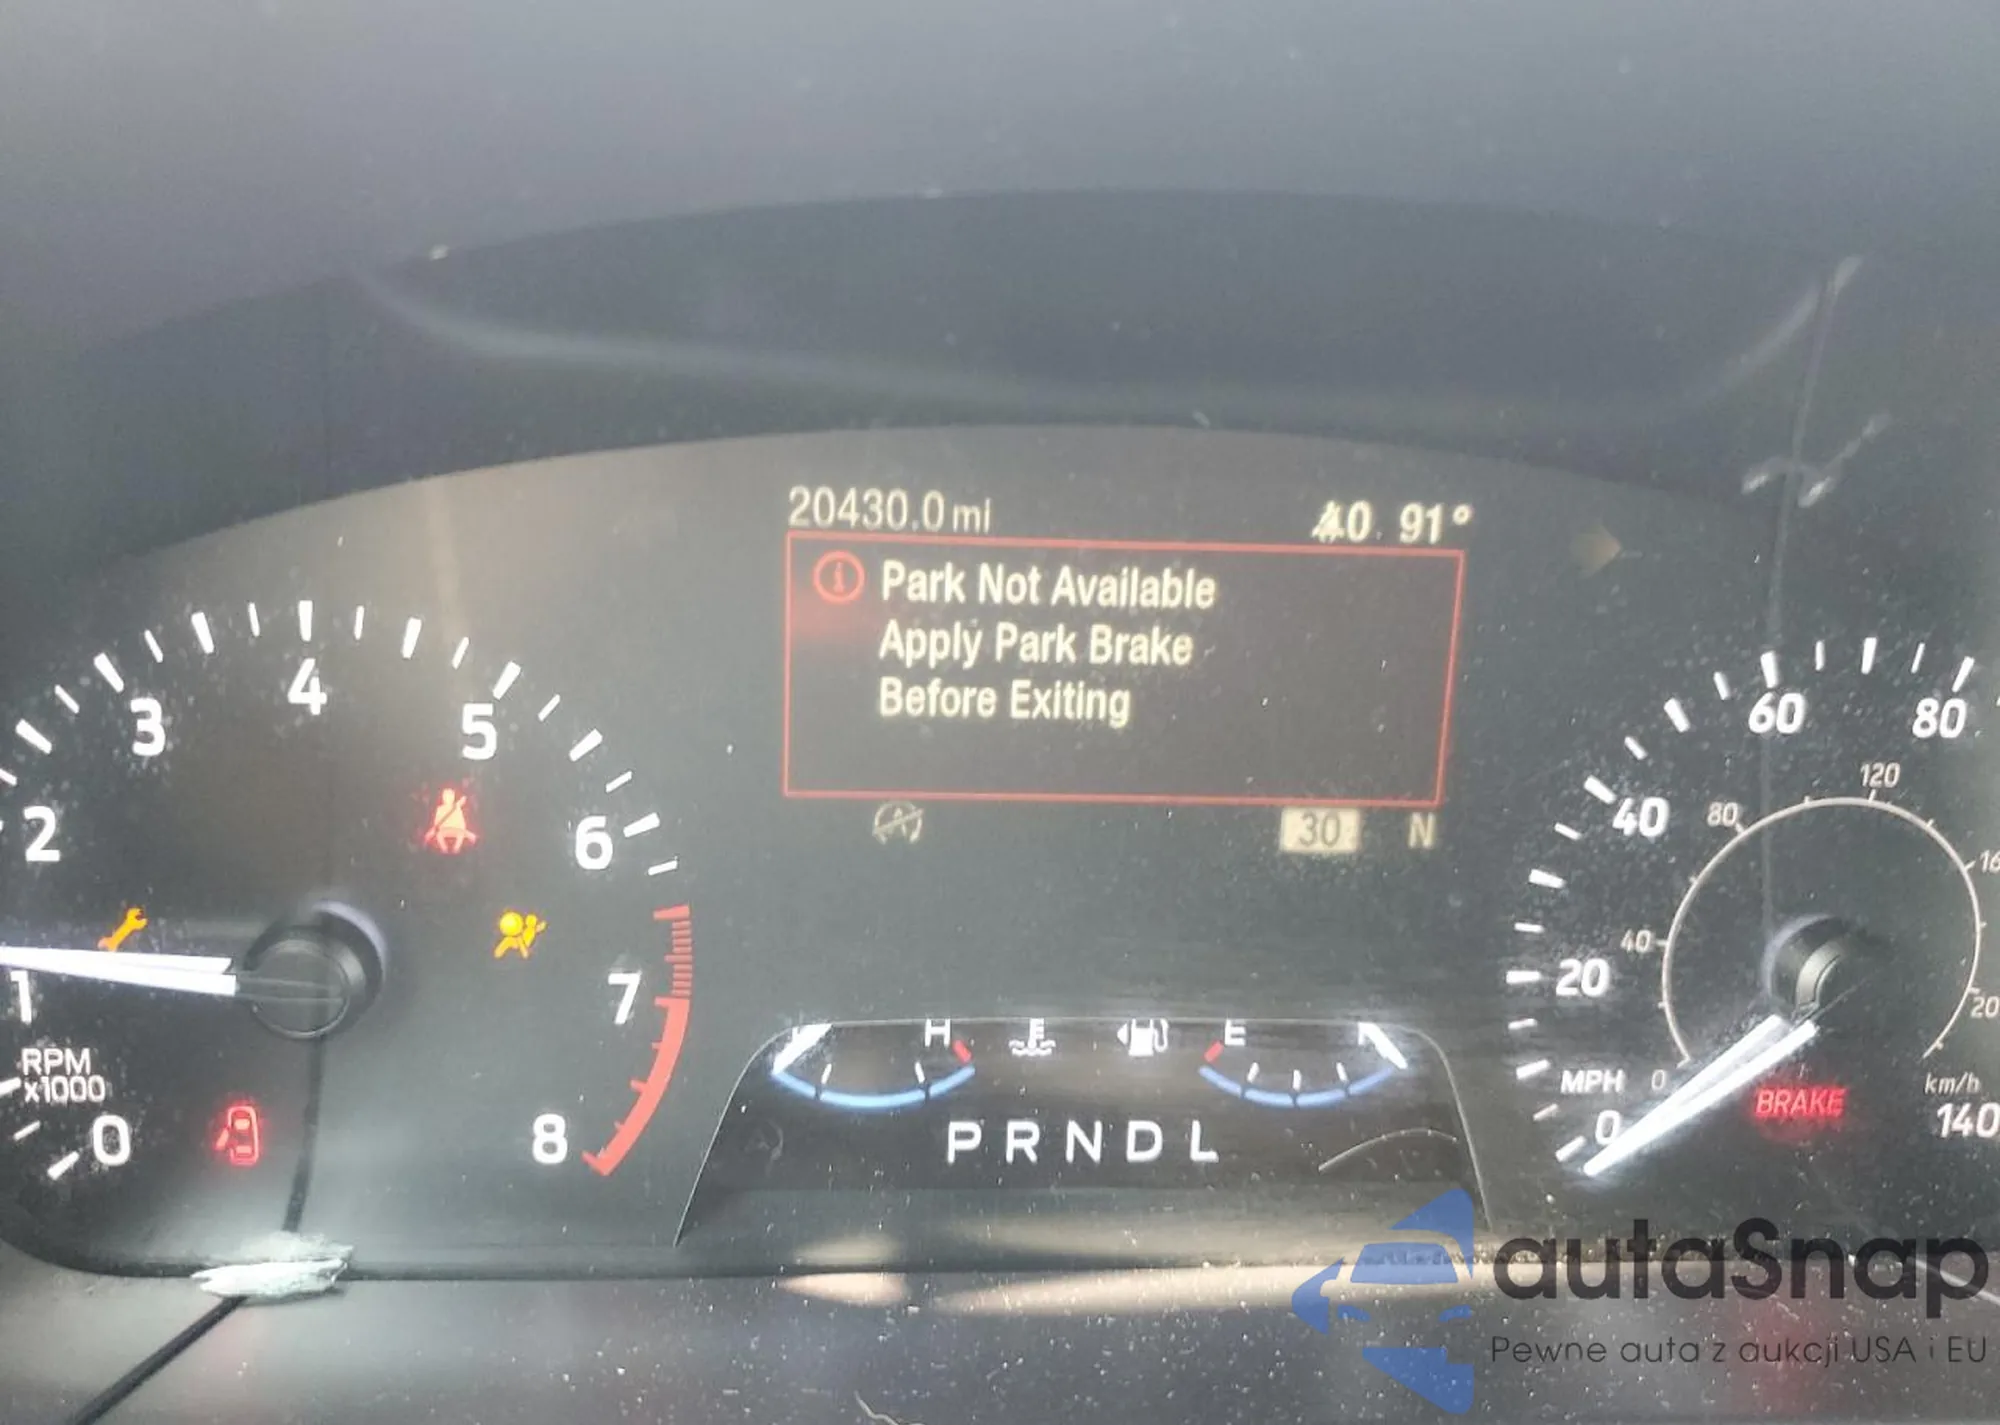 20430.0 mi
91°
Park Not Available
Apply Park Brake
Before Exiting
30 N
1
2
3
4
5
6
7
8
0
RPM
x1000
H
E
PRNDL
0
20
40
60
80
140
MPH
0
40
80
120
km/h
BRAKE
autaSnap
Pewne auta z aukcji USA i EU